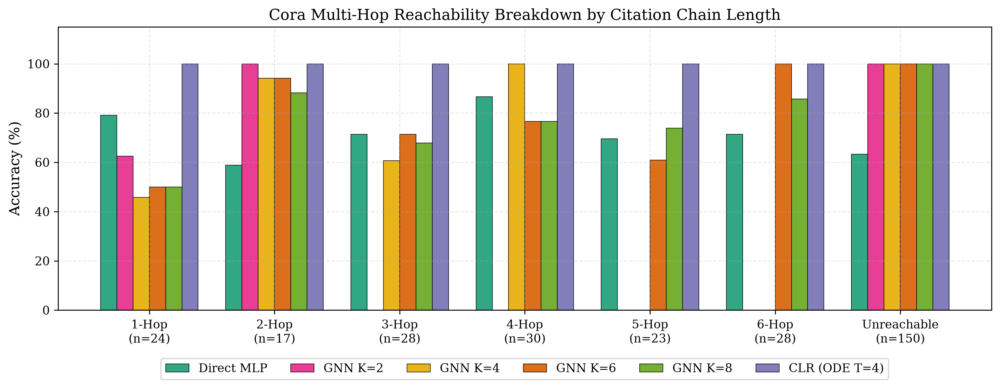 Cora Multi-Hop Reachability Breakdown by Citation Chain Length
Accuracy (%)
100
80
60
40
20
0
1-Hop
(n=24)
2-Hop
(n=17)
3-Hop
(n=28)
4-Hop
(n=30)
5-Hop
(n=23)
6-Hop
(n=28)
Unreachable
(n=150)
Direct MLP
GNN K=2
GNN K=4
GNN K=6
GNN K=8
CLR (ODE T=4)